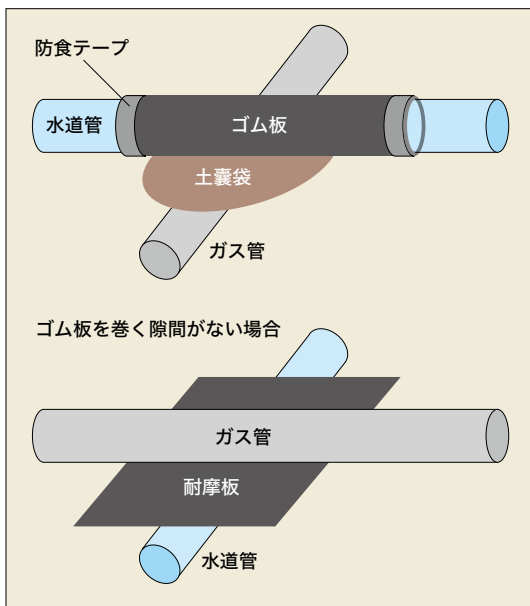 防食テープ
水道管
ゴム板
土嚢袋
ガス管
ゴム板を巻く隙間がない場合
ガス管
耐摩板
水道管